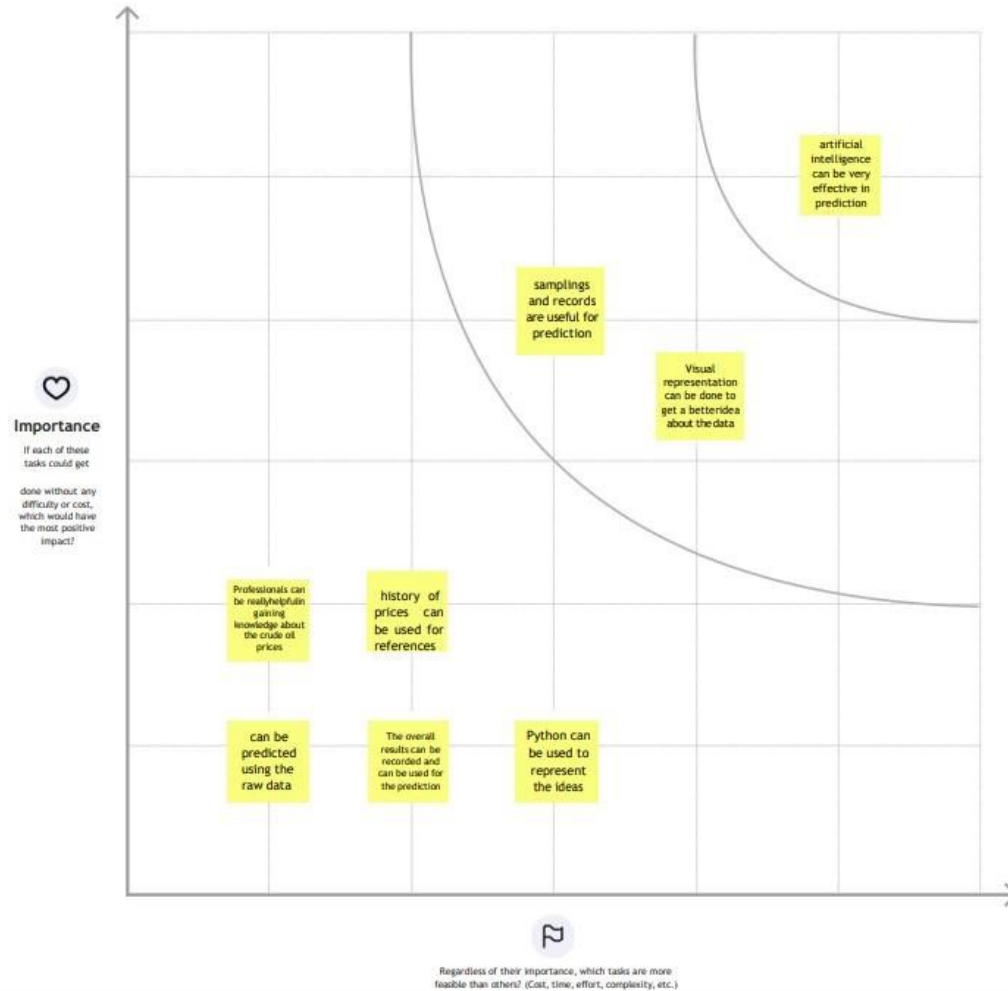 artificial
intelligence
can be very
effective in
prediction
samplings
and records
are useful for
prediction
Visual
representation
can be done to
get a betteridea
about thedata
Importance
If each of these
tasks could get
done without any
difficulty or cost,
which would have
the most positive
impact?
Professionals can
be reallyhelpfulin
gaining
knowledge about
the crude oil
prices
history of
prices can
be used for
references
can be
predicted
using the
raw data
The overall
results can be
recorded and
can be used for
the prediction
Python can
be used to
represent
the ideas
Regardless of their importance, which tasks are more
feasible than others? (Cost, time, effort, complexity, etc.)